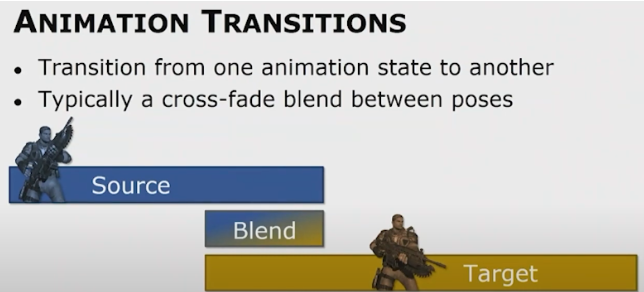 ANIMATION TRANSITIONS
• Transition from one animation state to another
• Typically a cross-fade blend between poses
Source
Blend
Target